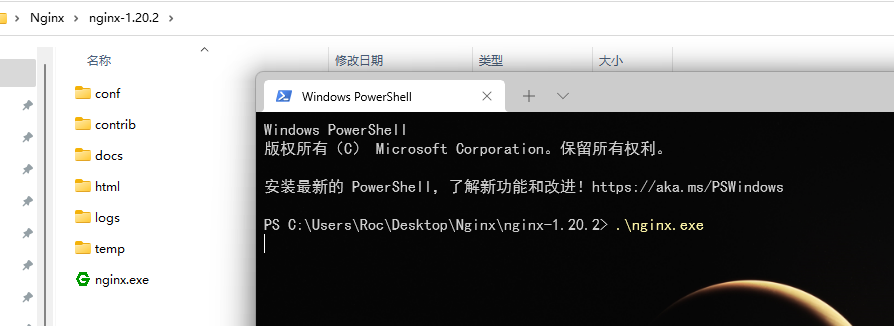 Nginx > nginx-1.20.2 >
名称 修改日期 类型 大小
conf
contrib
docs
html
logs
temp
nginx.exe
Windows PowerShell
Windows PowerShell
版权所有 (C) Microsoft Corporation。保留所有权利。
安装最新的 PowerShell，了解新功能和改进！https://aka.ms/PSWindows
PS C:\Users\Roc\Desktop\Nginx\nginx-1.20.2> .\nginx.exe